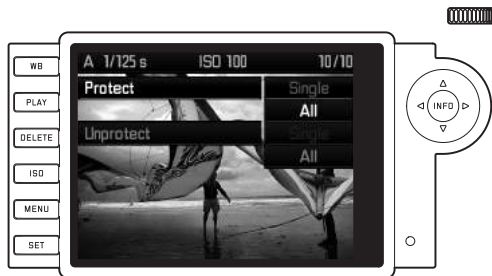 A 1/125 s ISO 100 10/10
WB
PLAY
DELETE
ISO
MENU
SET
Protect Single
All
Unprotect Single
All
INFO